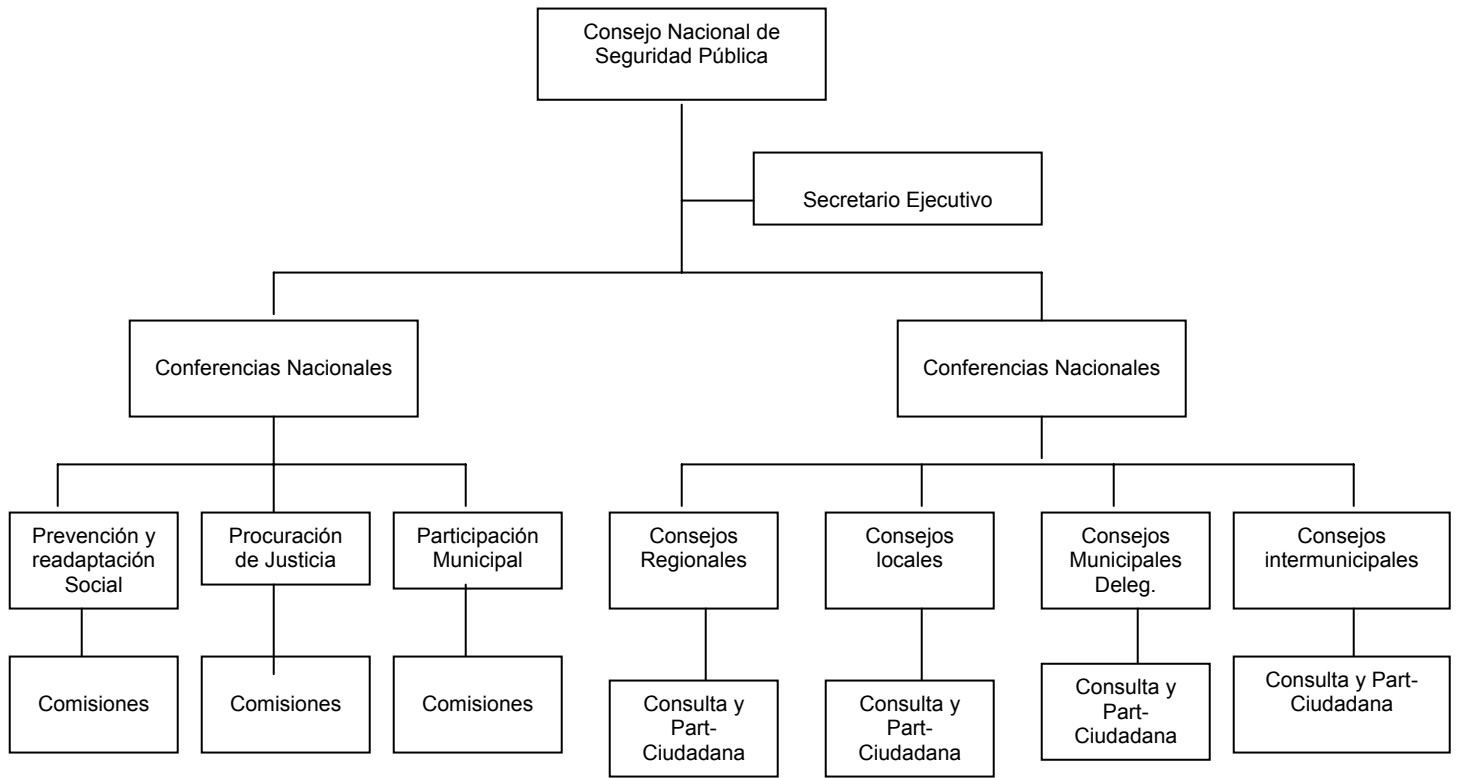 Consejo Nacional de
Seguridad Pública
Secretario Ejecutivo
Conferencias Nacionales
Conferencias Nacionales
Prevención y
readaptación
Social
Procuración
de Justicia
Participación
Municipal
Consejos
Regionales
Consejos
locales
Consejos
Municipales
Deleg.
Consejos
intermunicipales
Comisiones
Comisiones
Comisiones
Consulta y
Part-
Ciudadana
Consulta y
Part-
Ciudadana
Consulta y
Part-
Ciudadana
Consulta y Part-
Ciudadana